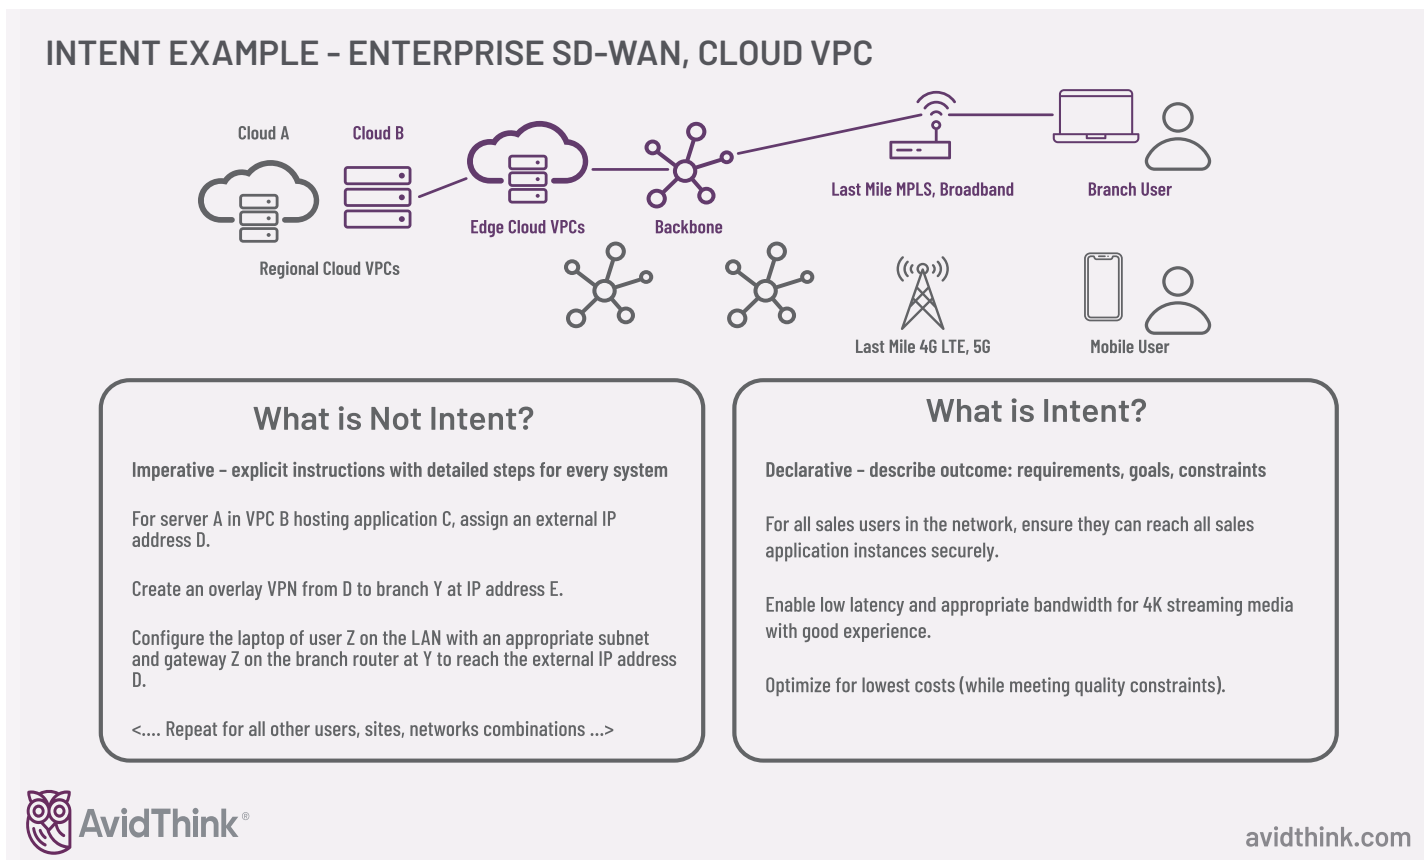 INTENT EXAMPLE – ENTERPRISE SD-WAN, CLOUD VPC
Cloud A
Cloud B
Edge Cloud VPCs
Backbone
Last Mile MPLS, Broadband
Branch User
Regional Cloud VPCs
Last Mile 4G LTE, 5G
Mobile User
What is Not Intent?
Imperative – explicit instructions with detailed steps for every system
For server A in VPC B hosting application C, assign an external IP
address D.
Create an overlay VPN from D to branch Y at IP address E.
Configure the laptop of user Z on the LAN with an appropriate subnet
and gateway Z on the branch router at Y to reach the external IP address
D.
<.... Repeat for all other users, sites, networks combinations ...>
What is Intent?
Declarative – describe outcome: requirements, goals, constraints
For all sales users in the network, ensure they can reach all sales
application instances securely.
Enable low latency and appropriate bandwidth for 4K streaming media
with good experience.
Optimize for lowest costs (while meeting quality constraints).
AvidThink®
avidthink.com